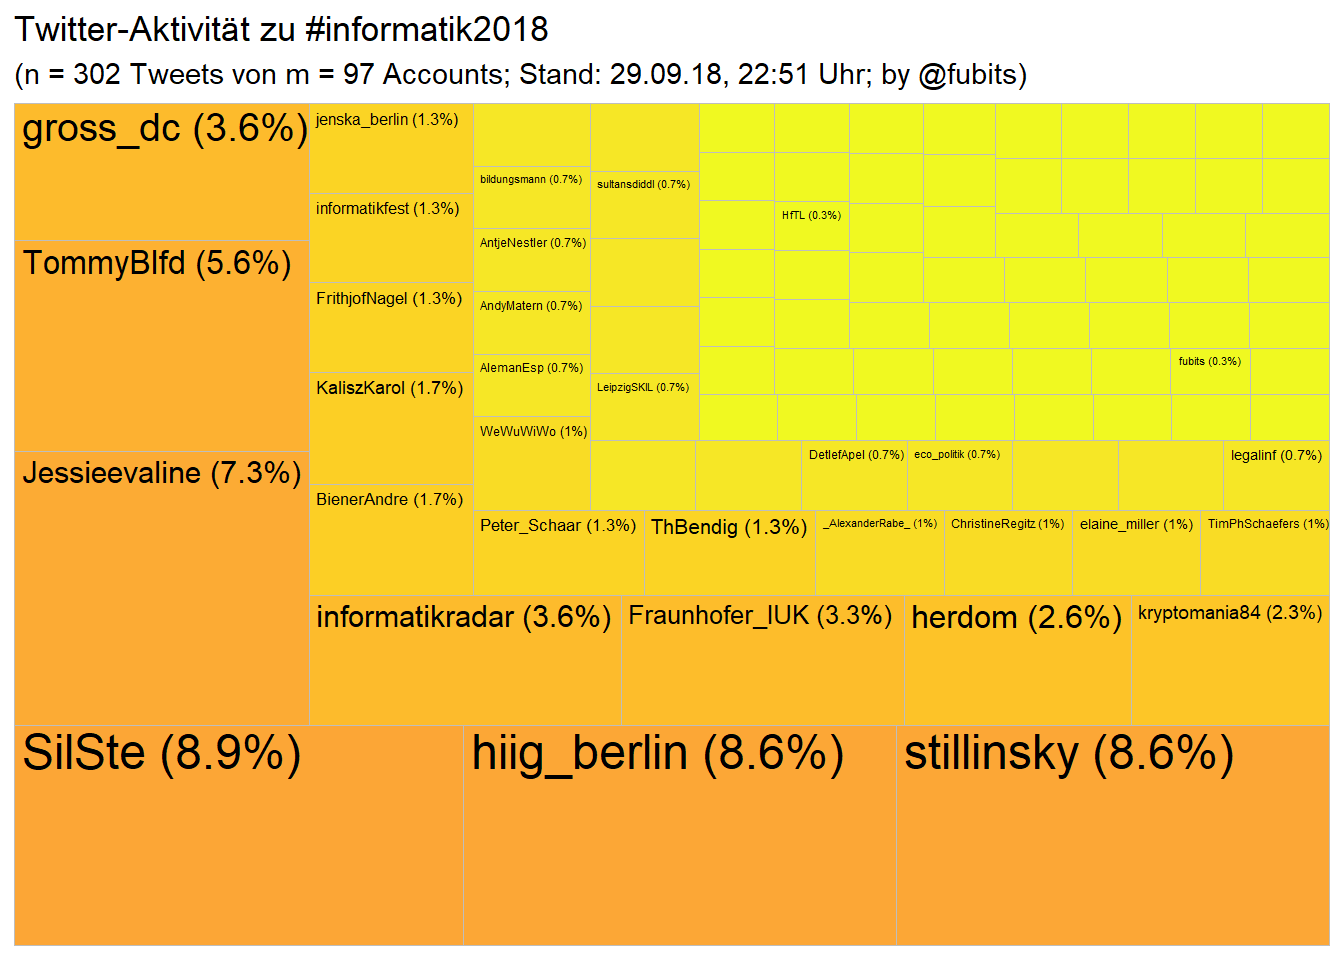 Twitter-Aktivität zu #informatik2018
(n = 302 Tweets von m = 97 Accounts; Stand: 29.09.18, 22:51 Uhr; by @fubits)
gross_dc (3.6%)
TommyBlfd (5.6%)
Jessieevaline (7.3%)
jenska_berlin (1.3%)
informatikfest (1.3%)
FrithjofNagel (1.3%)
KaliszKarol (1.7%)
BienerAndre (1.7%)
bildungsmann (0.7%)
AntjeNestler (0.7%)
AndyMatern (0.7%)
AlemanEsp (0.7%)
WeWuWiWo (1%)
sultansdiddl (0.7%)
LeipzigSKIL (0.7%)
HfTL (0.3%)
fubits (0.3%)
DetlefApel (0.7%)
eco_politik (0.7%)
legalinf (0.7%)
Peter_Schaar (1.3%)
ThBendig (1.3%)
_AlexanderRabe_ (1%)
ChristineRegitz (1%)
elaine_miller (1%)
TimPhSchaefers (1%)
informatikradar (3.6%)
Fraunhofer_IUK (3.3%)
herdom (2.6%)
kryptomania84 (2.3%)
SilSte (8.9%)
hiig_berlin (8.6%)
stillinsky (8.6%)